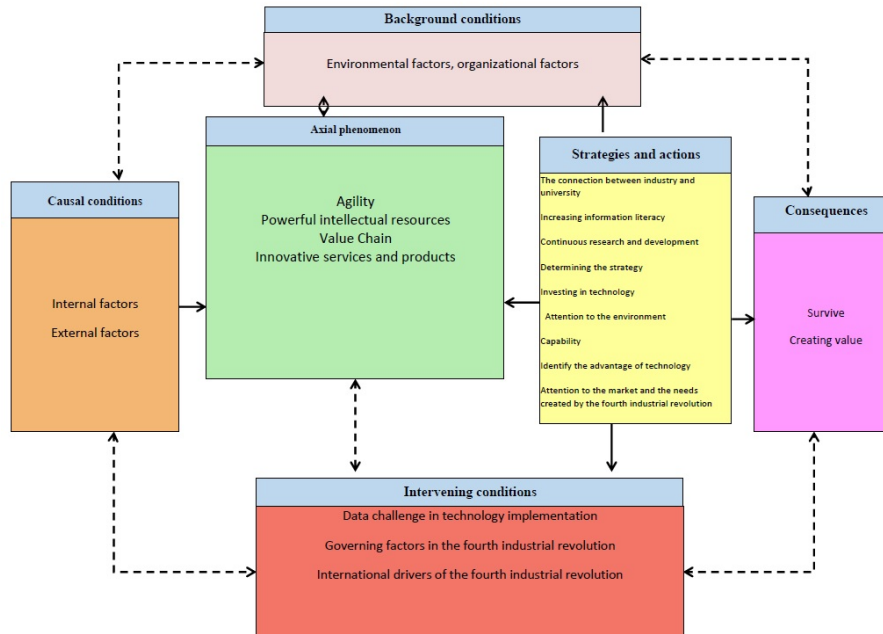 Background conditions
Environmental factors, organizational factors
Axial phenomenon
Agility
Powerful intellectual resources
Value Chain
Innovative services and products
Causal conditions
Internal factors
External factors
Strategies and actions
The connection between industry and
university
Increasing information literacy
Continuous research and development
Determining the strategy
Investing in technology
Attention to the environment
Capability
Identify the advantage of technology
Attention to the market and the needs
created by the fourth industrial revolution
Consequences
Survive
Creating value
Intervening conditions
Data challenge in technology implementation
Governing factors in the fourth industrial revolution
International drivers of the fourth industrial revolution